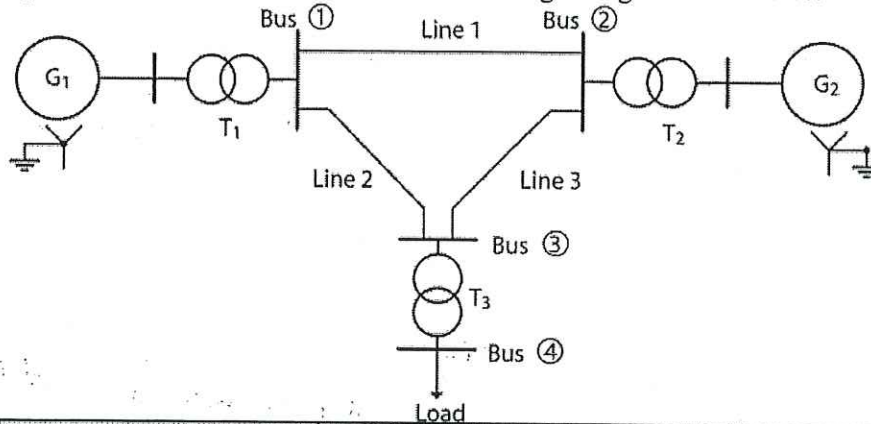 Bus ① Line 1 Bus ②
G₁ G₂
T₁ T₂
Line 2 Line 3
Bus ③
T₃
Bus ④
Load